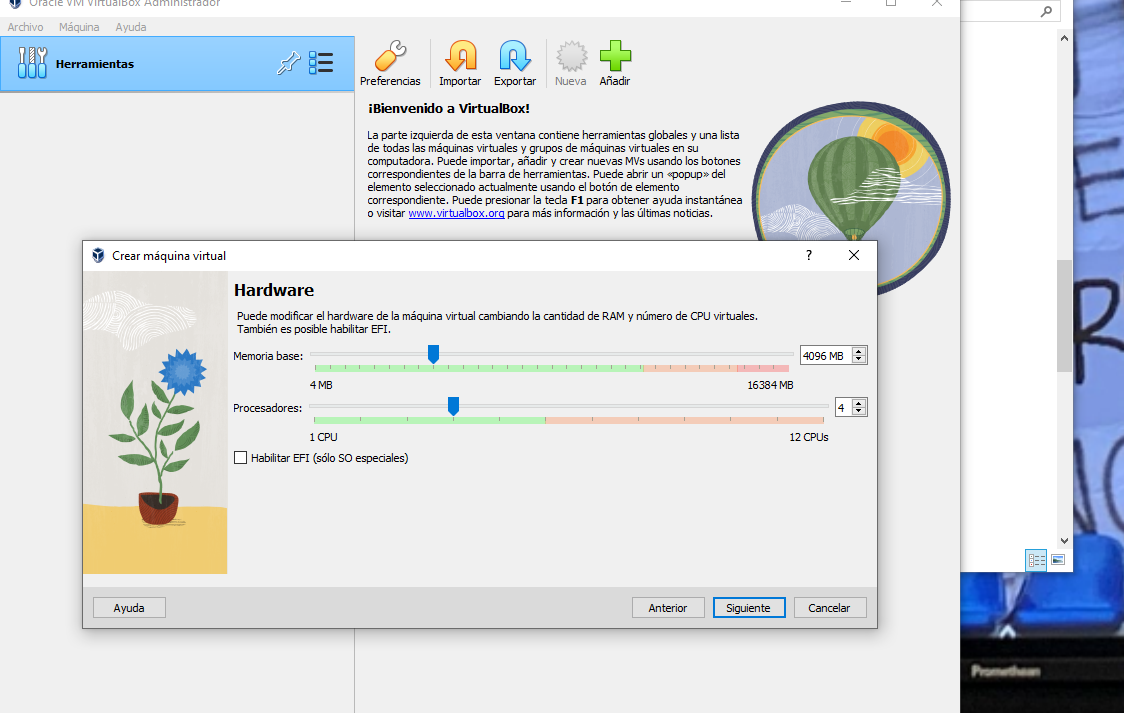 Oracle VM VirtualBox Administrador
Archivo Máquina Ayuda
Herramientas
Preferencias Importar Exportar Nueva Añadir
¡Bienvenido a VirtualBox!
La parte izquierda de esta ventana contiene herramientas globales y una lista
de todas las máquinas virtuales y grupos de máquinas virtuales en su
computadora. Puede importar, añadir y crear nuevas MVs usando los botones
correspondientes de la barra de herramientas. Puede abrir un «popup» del
elemento seleccionado actualmente usando el botón de elemento
correspondiente. Puede presionar la tecla F1 para obtener ayuda instantánea
o visitar www.virtualbox.org para más información y las últimas noticias.
Crear máquina virtual
?
Hardware
Puede modificar el hardware de la máquina virtual cambiando la cantidad de RAM y número de CPU virtuales.
También es posible habilitar EFI.
Memoria base:
4096 MB
4 MB
16384 MB
Procesadores:
4
1 CPU
12 CPUs
Habilitar EFI (sólo SO especiales)
Ayuda
Anterior
Siguiente
Cancelar
Promethean